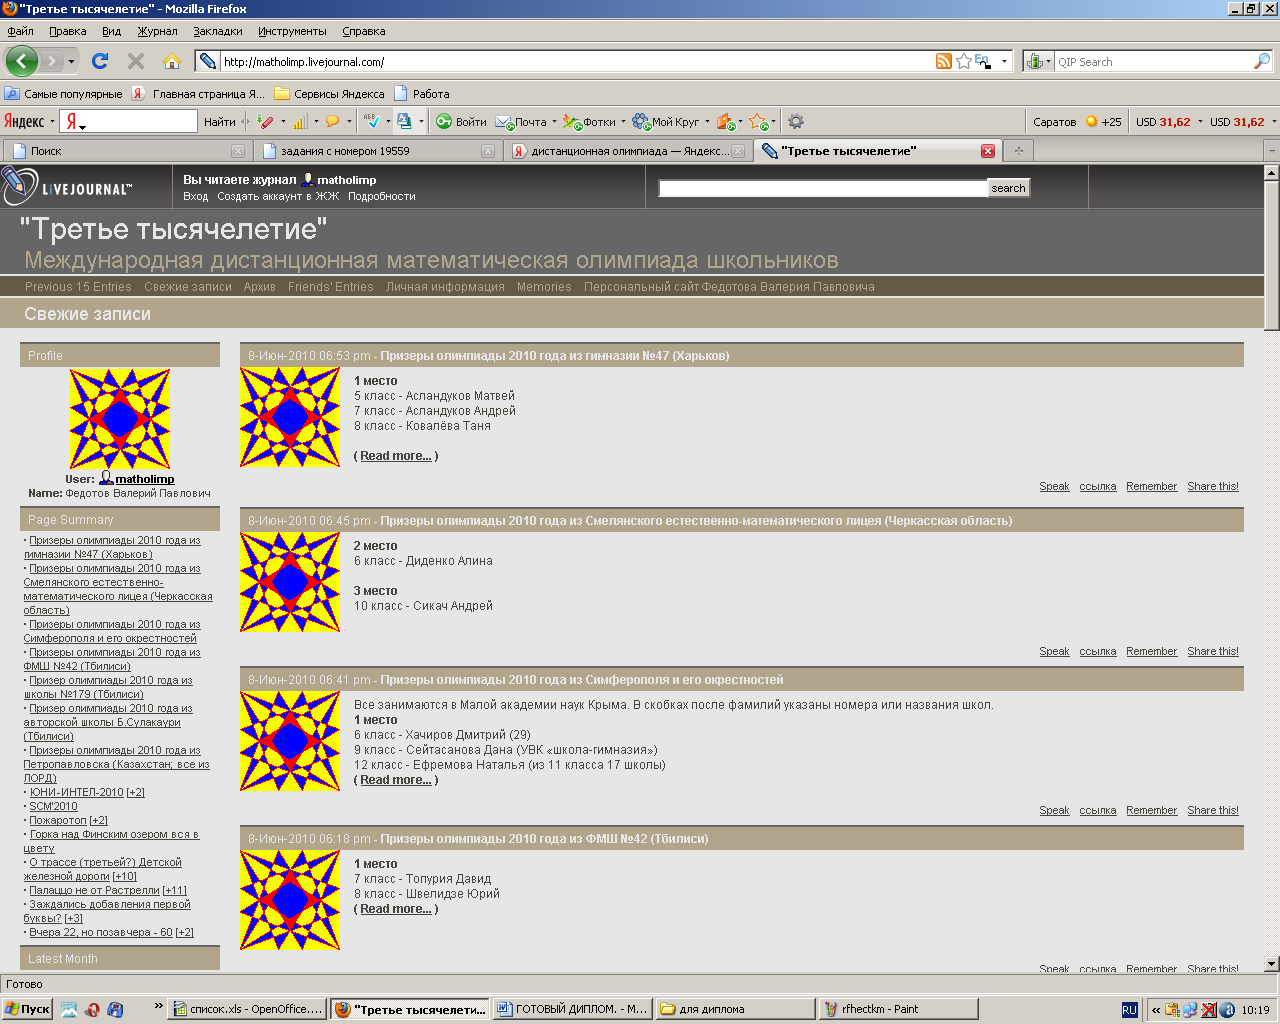 "Третье тысячелетие" - Mozilla Firefox
Файл Правка Вид Журнал Закладки Инструменты Справка
http://matholimp.livejournal.com/
QIP Search
Самые популярные Главная страница Я... Сервисы Яндекса Работа
Яндекс Я Найти ABC Войти Почта Фотки Мой Круг Саратов +25 USD 31,62 USD 31,62
Поиск задания с номером 19559 дистанционная олимпиада — Яндекс... "Третье тысячелетие"
LIVEJOURNAL™
Вы читаете журнал matholimp
Вход Создать аккаунт в ЖЖ Подробности
search
"Третье тысячелетие"
Международная дистанционная математическая олимпиада школьников
Previous 15 Entries Свежие записи Архив Friends' Entries Личная информация Memories Персональный сайт Федотова Валерия Павловича
Свежие записи
Profile
User: matholimp
Name: Федотов Валерий Павлович
Page Summary
· Призеры олимпиады 2010 года из
гимназии №47 (Харьков)
· Призеры олимпиады 2010 года из
Смелянского естественно-
математического лицея (Черкасская
область)
· Призеры олимпиады 2010 года из
Симферополя и его окрестностей
· Призеры олимпиады 2010 года из
ФМШ №42 (Тбилиси)
· Призер олимпиады 2010 года из
школы №179 (Тбилиси)
· Призер олимпиады 2010 года из
авторской школы Б.Сулакаури
(Тбилиси)
· Призеры олимпиады 2010 года из
Петропавловска (Казахстан; все из
ЛОРД)
· ЮНИ-ИНТЕЛ-2010 [+2]
· SCM'2010
· Пожаротоп [+2]
· Горка над Финским озером вся в
цвету
· О трассе (третьей?) Детской
железной дороги [+10]
· Палаццо не от Растрелли [+11]
· Заждались добавления первой
буквы? [+3]
· Вчера 22, но позавчера - 60 [+2]
Latest Month
8-Июн-2010 06:53 pm - Призеры олимпиады 2010 года из гимназии №47 (Харьков)
1 место
5 класс - Асландуков Матвей
7 класс - Асландуков Андрей
8 класс - Ковалёва Таня
( Read more... )
Speak ссылка Remember Share this!
8-Июн-2010 06:45 pm - Призеры олимпиады 2010 года из Смелянского естественно-математического лицея (Черкасская область)
2 место
6 класс - Диденко Алина
3 место
10 класс - Сикач Андрей
Speak ссылка Remember Share this!
8-Июн-2010 06:41 pm - Призеры олимпиады 2010 года из Симферополя и его окрестностей
Все занимаются в Малой академии наук Крыма. В скобках после фамилий указаны номера или названия школ.
1 место
6 класс - Хачиров Дмитрий (29)
9 класс - Сейтасанова Дана (УВК «школа-гимназия»)
12 класс - Ефремова Наталья (из 11 класса 17 школы)
( Read more... )
Speak ссылка Remember Share this!
8-Июн-2010 06:18 pm - Призеры олимпиады 2010 года из ФМШ №42 (Тбилиси)
1 место
7 класс - Топурия Давид
8 класс - Швелидзе Юрий
( Read more... )
Speak ссылка Remember Share this!
Готово
Пуск » список.xls - OpenOffice.... "Третье тысячелети... ГОТОВЫЙ ДИПЛОМ. - M... для диплома rfhectkm - Paint RU « 10:19